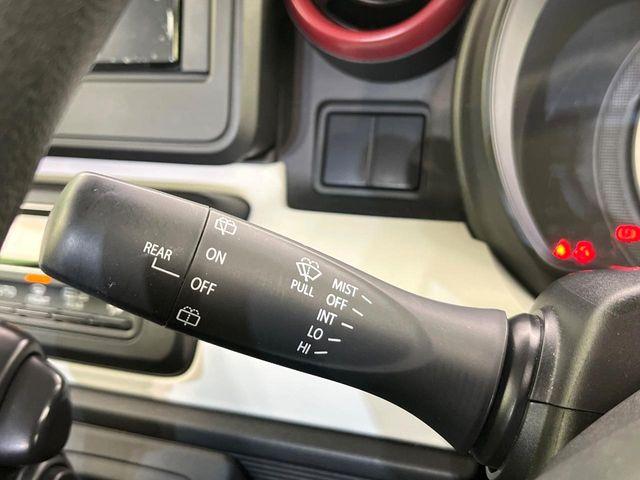 REAR
ON
OFF
PULL
MIST
OFF
INT
LO
HI